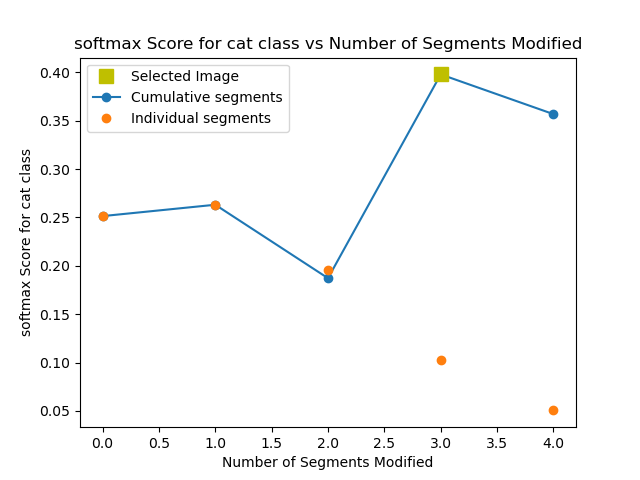 softmax Score for cat class vs Number of Segments Modified
Selected Image
Cumulative segments
Individual segments
softmax Score for cat class
0.40
0.35
0.30
0.25
0.20
0.15
0.10
0.05
0.0 0.5 1.0 1.5 2.0 2.5 3.0 3.5 4.0
Number of Segments Modified